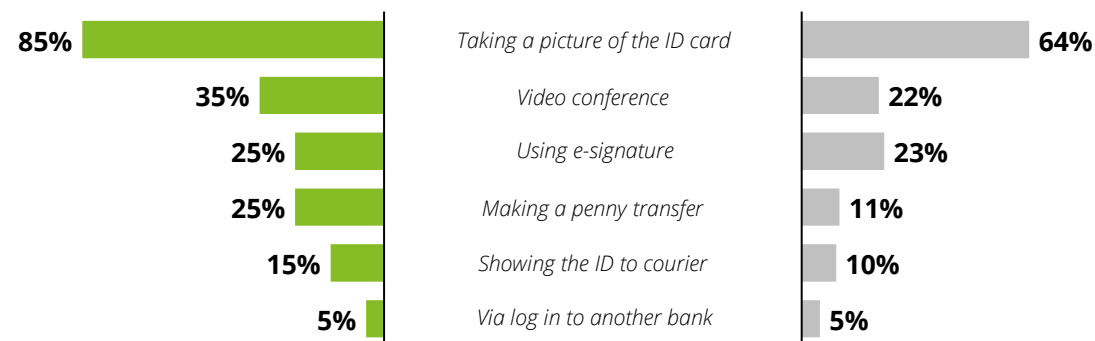 85% Taking a picture of the ID card 64%
35% Video conference 22%
25% Using e-signature 23%
25% Making a penny transfer 11%
15% Showing the ID to courier 10%
5% Via log in to another bank 5%